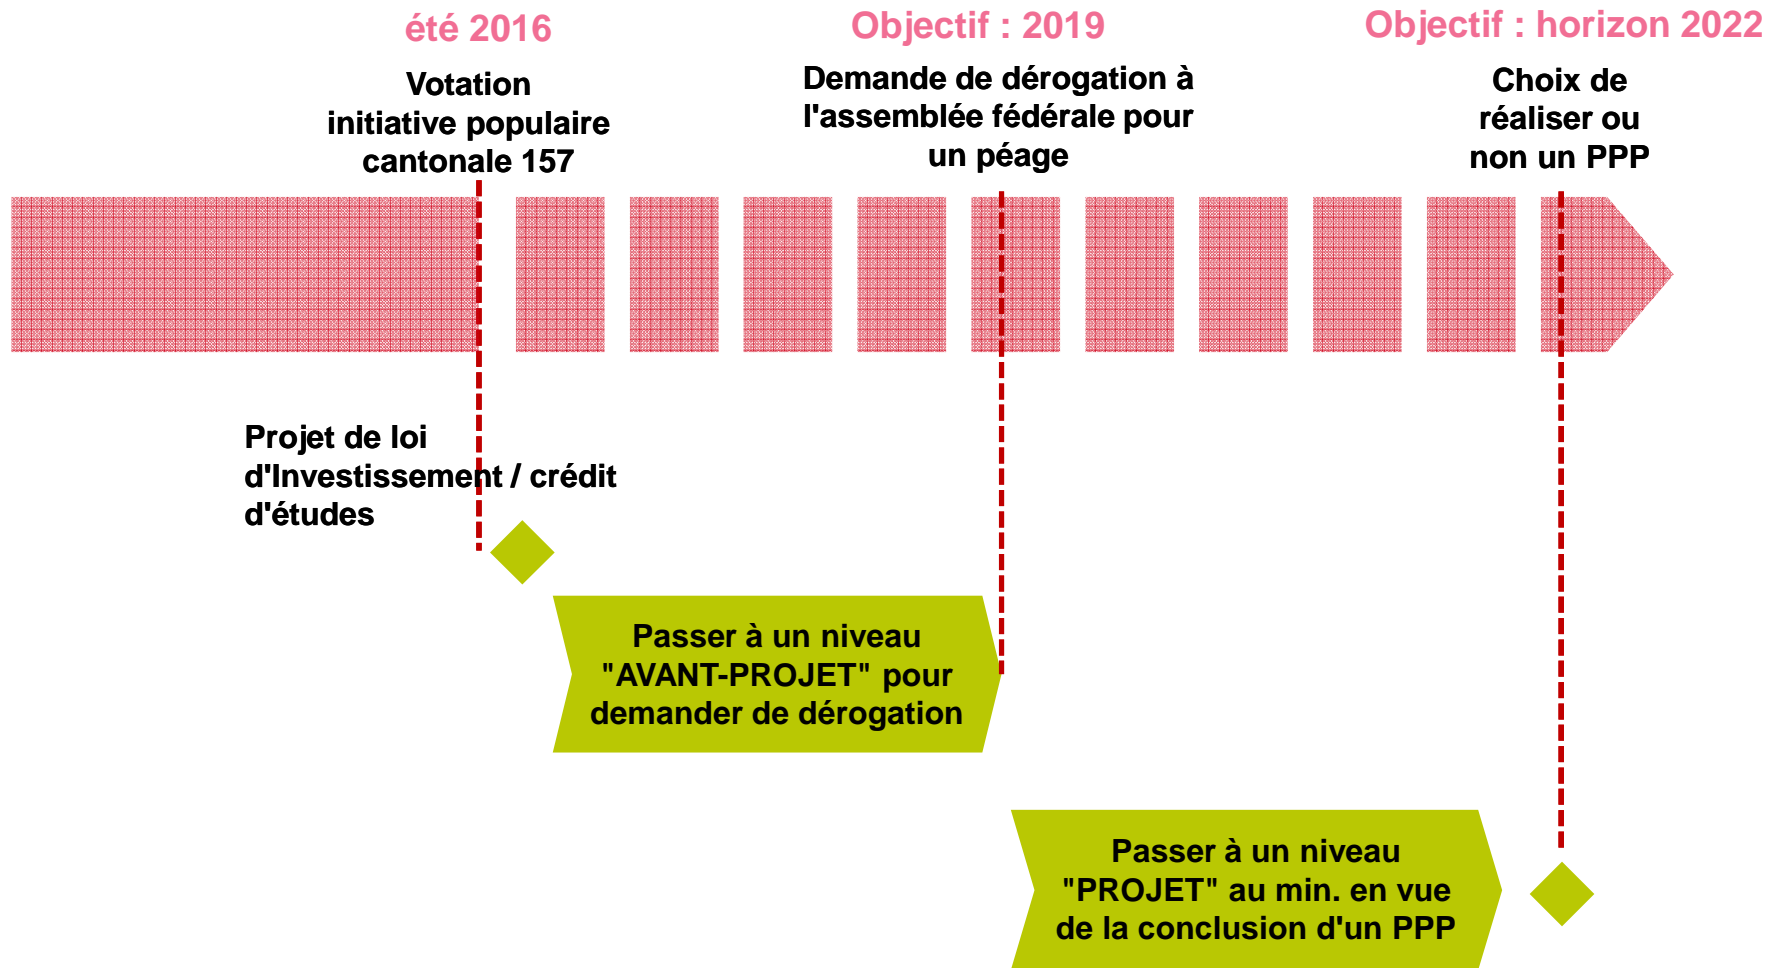 été 2016
Votation
initiative populaire
cantonale 157
Objectif : 2019
Demande de dérogation à
l'assemblée fédérale pour
un péage
Objectif : horizon 2022
Choix de
réaliser ou
non un PPP
Projet de loi
d'Investissement / crédit
d'études
Passer à un niveau
"AVANT-PROJET" pour
demander de dérogation
Passer à un niveau
"PROJET" au min. en vue
de la conclusion d'un PPP